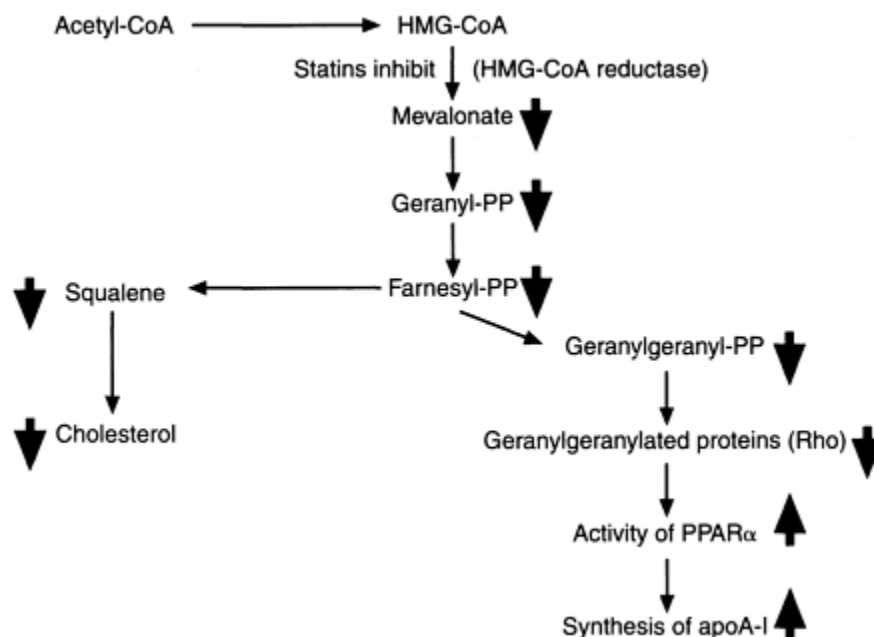 Acetyl-CoA HMG-CoA
Statins inhibit (HMG-CoA reductase)
Mevalonate
Geranyl-PP
Squalene Farnesyl-PP
Geranylgeranyl-PP
Cholesterol Geranylgeranylated proteins (Rho)
Activity of PPARα
Synthesis of apoA-I